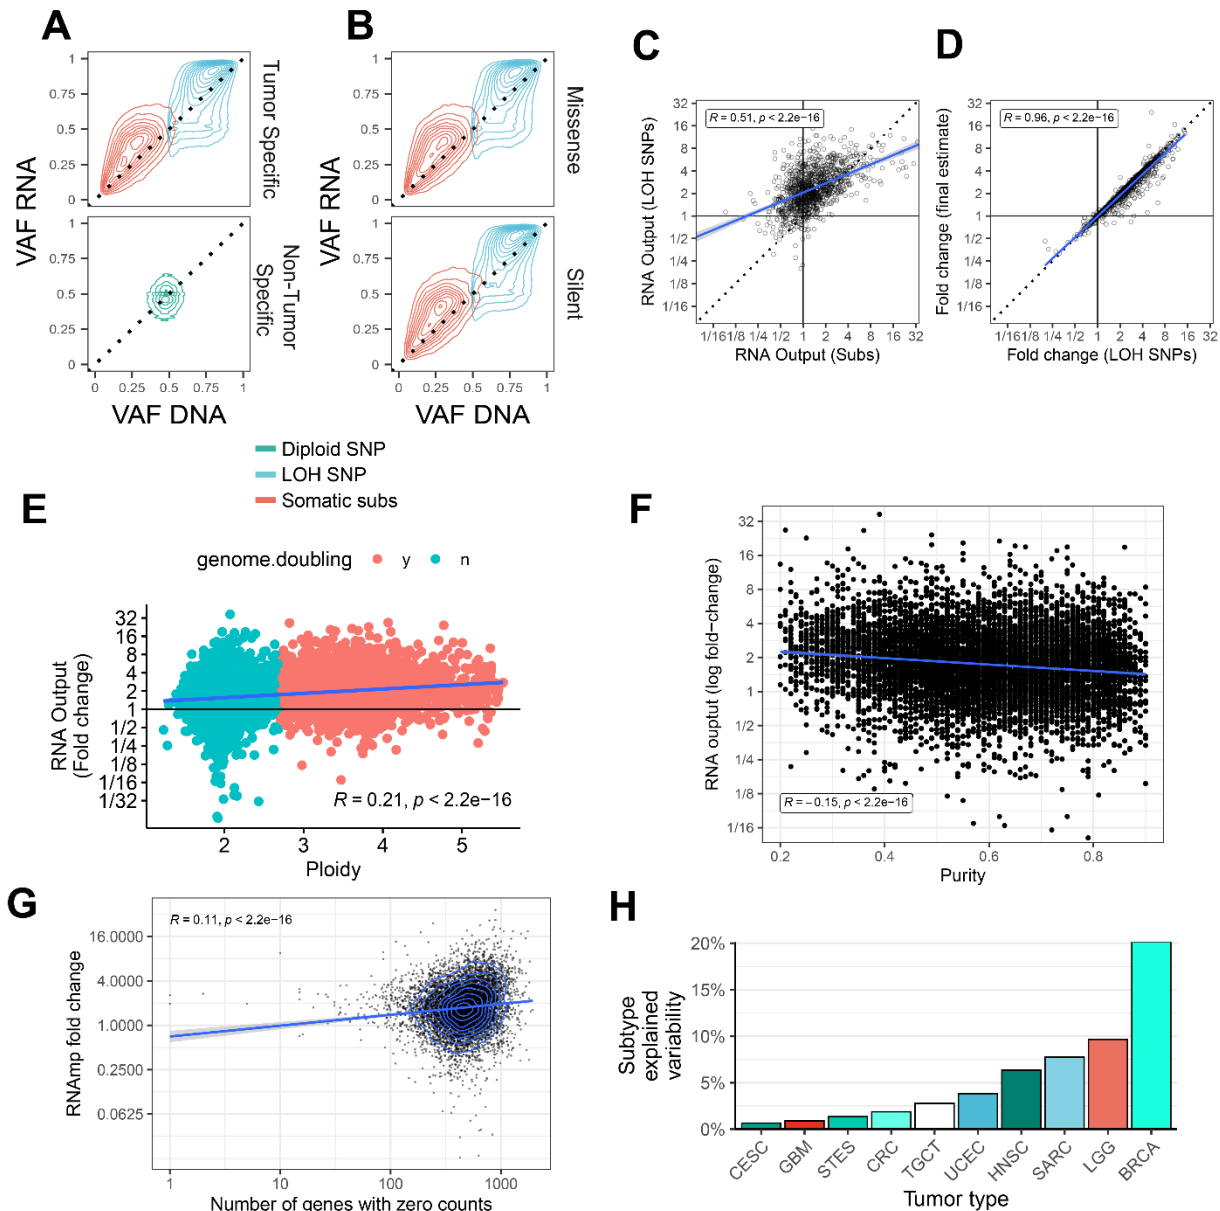 A
B
C
D
1
0.75
0.50
0.25
0
Tumor Specific
VAF RNA
1
0.75
0.50
0.25
0
Non-Tumor
Specific
0 0.25 0.50 0.75 1
VAF DNA
1
0.75
0.50
0.25
0
Missense
VAF RNA
1
0.75
0.50
0.25
0
Silent
0 0.25 0.50 0.75 1
VAF DNA
Diploid SNP
LOH SNP
Somatic subs
R = 0.51, p < 2.2e−16
RNA Output (LOH SNPs)
32
16
8
4
2
1
1/2
1/4
1/8
1/16
1/16 1/8 1/4 1/2 1 2 4 8 16 32
RNA Output (Subs)
R = 0.96, p < 2.2e−16
Fold change (final estimate)
32
16
8
4
2
1
1/2
1/4
1/8
1/16
1/16 1/8 1/4 1/2 1 2 4 8 15 32
Fold change (LOH SNPs)
E
genome.doubling y n
RNA Output
(Fold change)
32
16
8
4
2
1
1/2
1/4
1/8
1/16
1/32
R = 0.21, p < 2.2e−16
2 3 4 5
Ploidy
F
RNA ouptut (log fold−change)
32
16
8
4
2
1
1/2
1/4
1/8
1/16
R = −0.15, p < 2.2e−16
0.2 0.4 0.6 0.8
Purity
G
R = 0.11, p < 2.2e−16
RNAmp fold change
16.0000
4.0000
1.0000
0.2500
0.0625
1 10 100 1000
Number of genes with zero counts
H
Subtype
explained
variability
20%
15%
10%
5%
0%
CESC GBM STES CRC TGCT UCEC HNSC SARC LGG BRCA
Tumor type